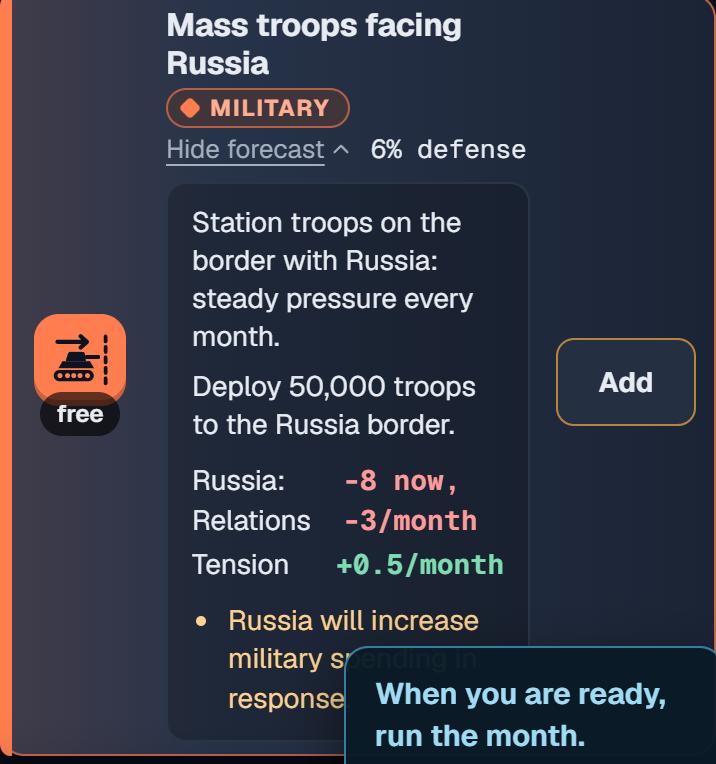 Mass troops facing
Russia
MILITARY
Hide forecast 6% defense
Station troops on the
border with Russia:
steady pressure every
month.
Deploy 50,000 troops
to the Russia border.
Russia: -8 now,
Relations -3/month
Tension +0.5/month
• Russia will increase
military spending in
response
free
Add
When you are ready,
run the month.